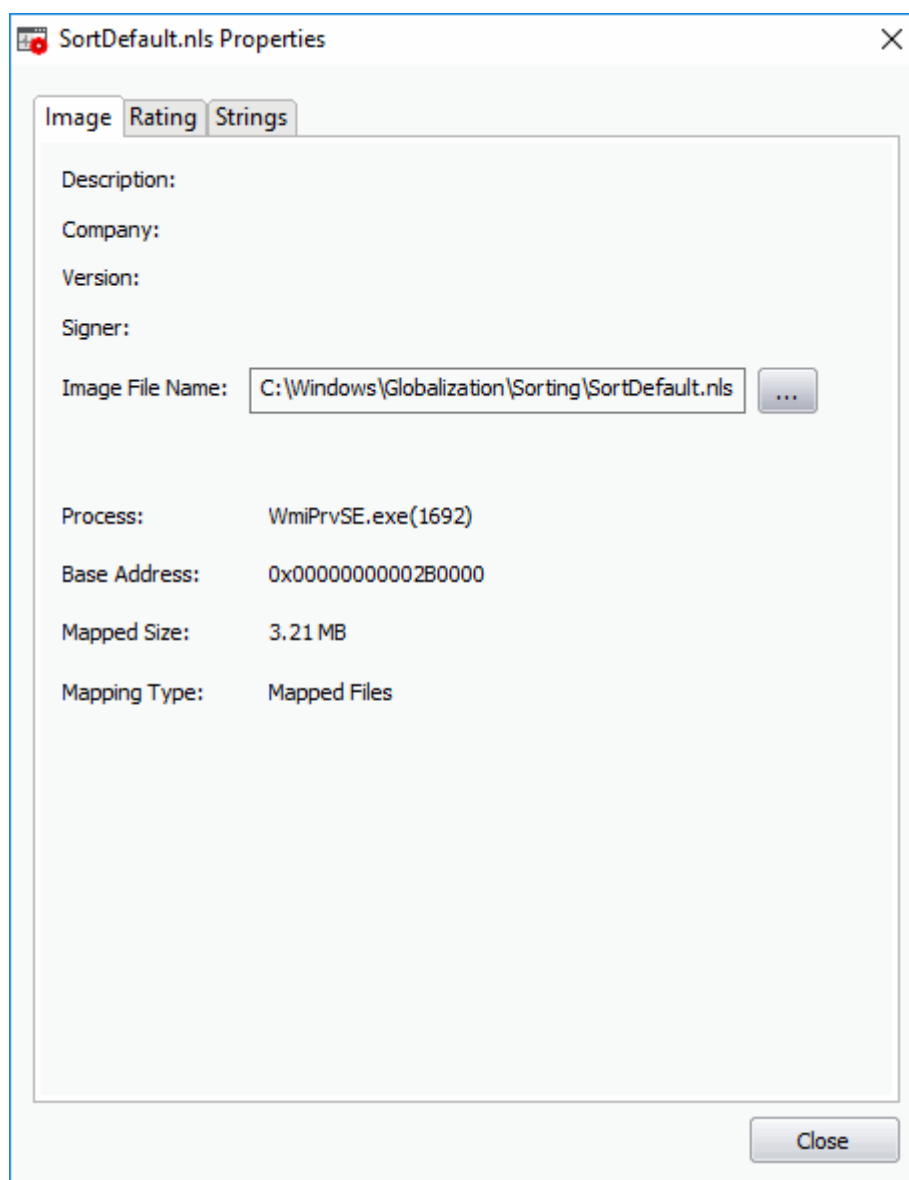 SortDefault.nls Properties
Image Rating Strings
Description:
Company:
Version:
Signer:
Image File Name: C:\Windows\Globalization\Sorting\SortDefault.nls ...
Process: WmiPrvSE.exe(1692)
Base Address: 0x00000000002B0000
Mapped Size: 3.21 MB
Mapping Type: Mapped Files
Close